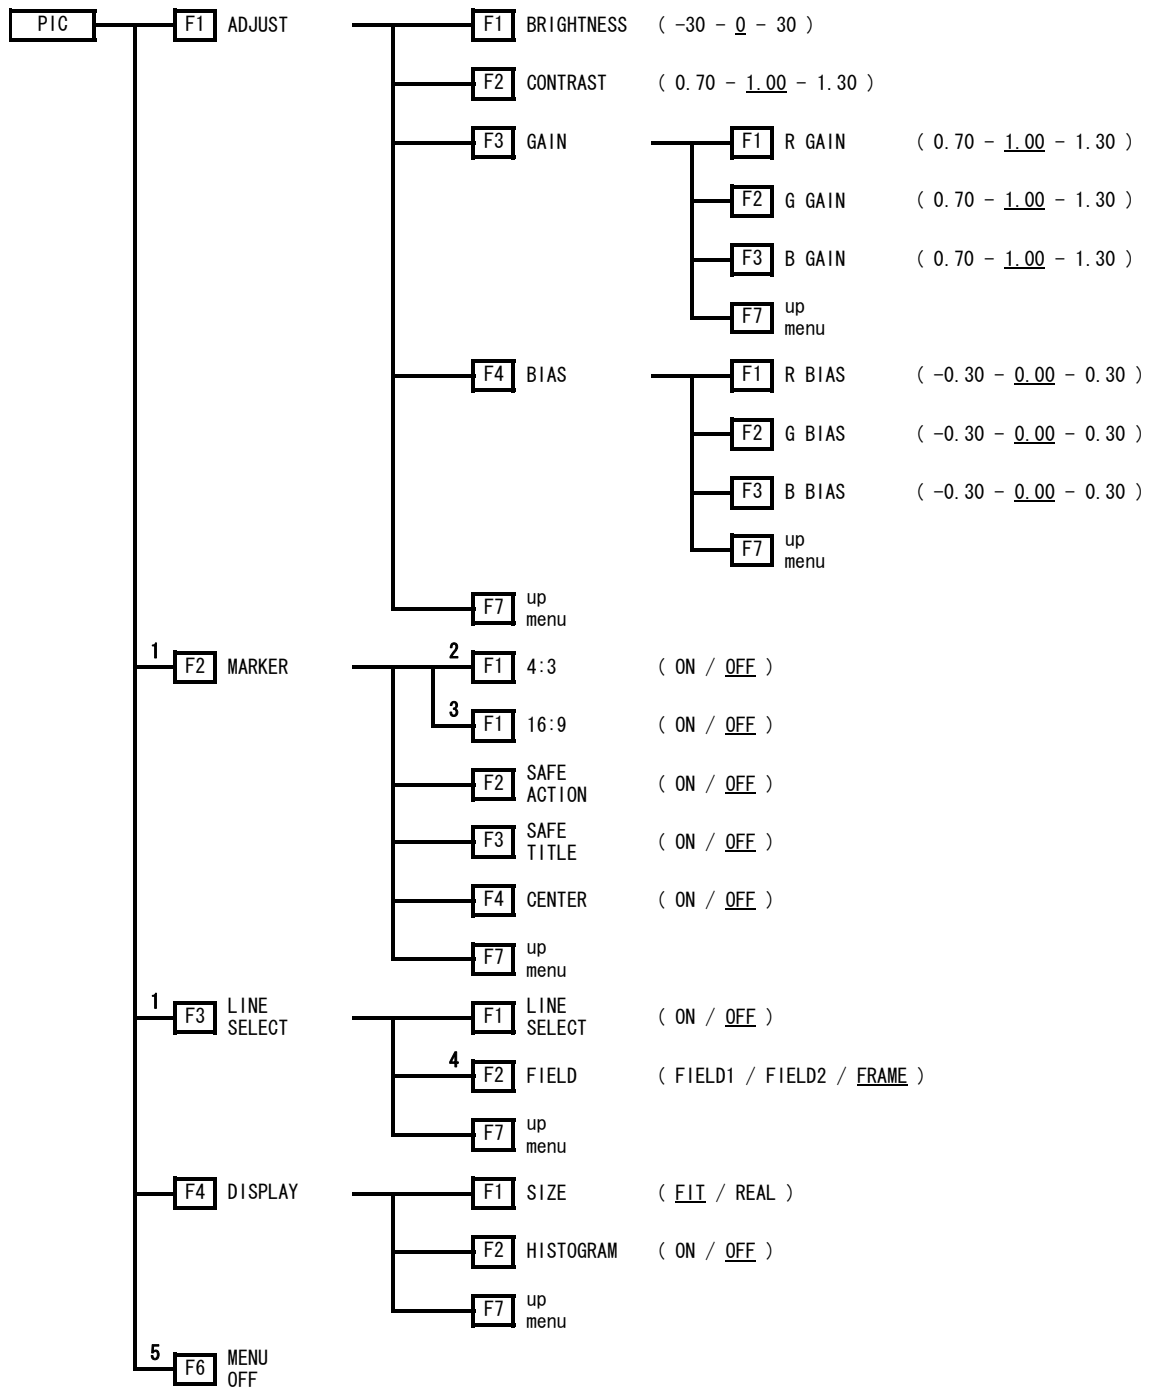 PIC F1 ADJUST F1 BRIGHTNESS ( -30 - 0 - 30 )
F2 CONTRAST ( 0.70 - 1.00 - 1.30 )
F3 GAIN F1 R GAIN ( 0.70 - 1.00 - 1.30 )
F2 G GAIN ( 0.70 - 1.00 - 1.30 )
F3 B GAIN ( 0.70 - 1.00 - 1.30 )
F7 up
menu
F4 BIAS F1 R BIAS ( -0.30 - 0.00 - 0.30 )
F2 G BIAS ( -0.30 - 0.00 - 0.30 )
F3 B BIAS ( -0.30 - 0.00 - 0.30 )
F7 up
menu
F7 up
menu
1 F2 MARKER 2 F1 4:3 ( ON / OFF )
3 F1 16:9 ( ON / OFF )
F2 SAFE
ACTION ( ON / OFF )
F3 SAFE
TITLE ( ON / OFF )
F4 CENTER ( ON / OFF )
F7 up
menu
1 F3 LINE
SELECT F1 LINE
SELECT ( ON / OFF )
4 F2 FIELD ( FIELD1 / FIELD2 / FRAME )
F7 up
menu
F4 DISPLAY F1 SIZE ( FIT / REAL )
F2 HISTOGRAM ( ON / OFF )
F7 up
menu
5 F6 MENU
OFF